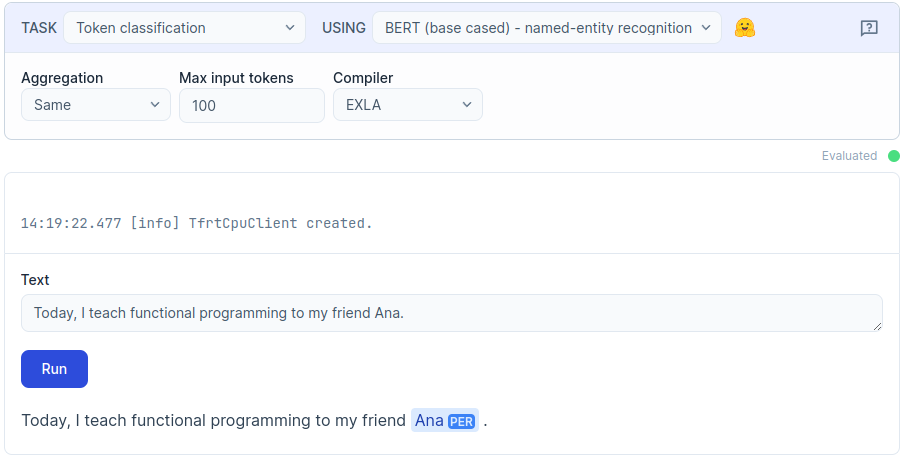 TASK Token classification USING BERT (base cased) - named-entity recognition
Aggregation Max input tokens Compiler
Same 100 EXLA
Evaluated
14:19:22.477 [info] TfrtCpuClient created.
Text
Today, I teach functional programming to my friend Ana.
Run
Today, I teach functional programming to my friend Ana PER .